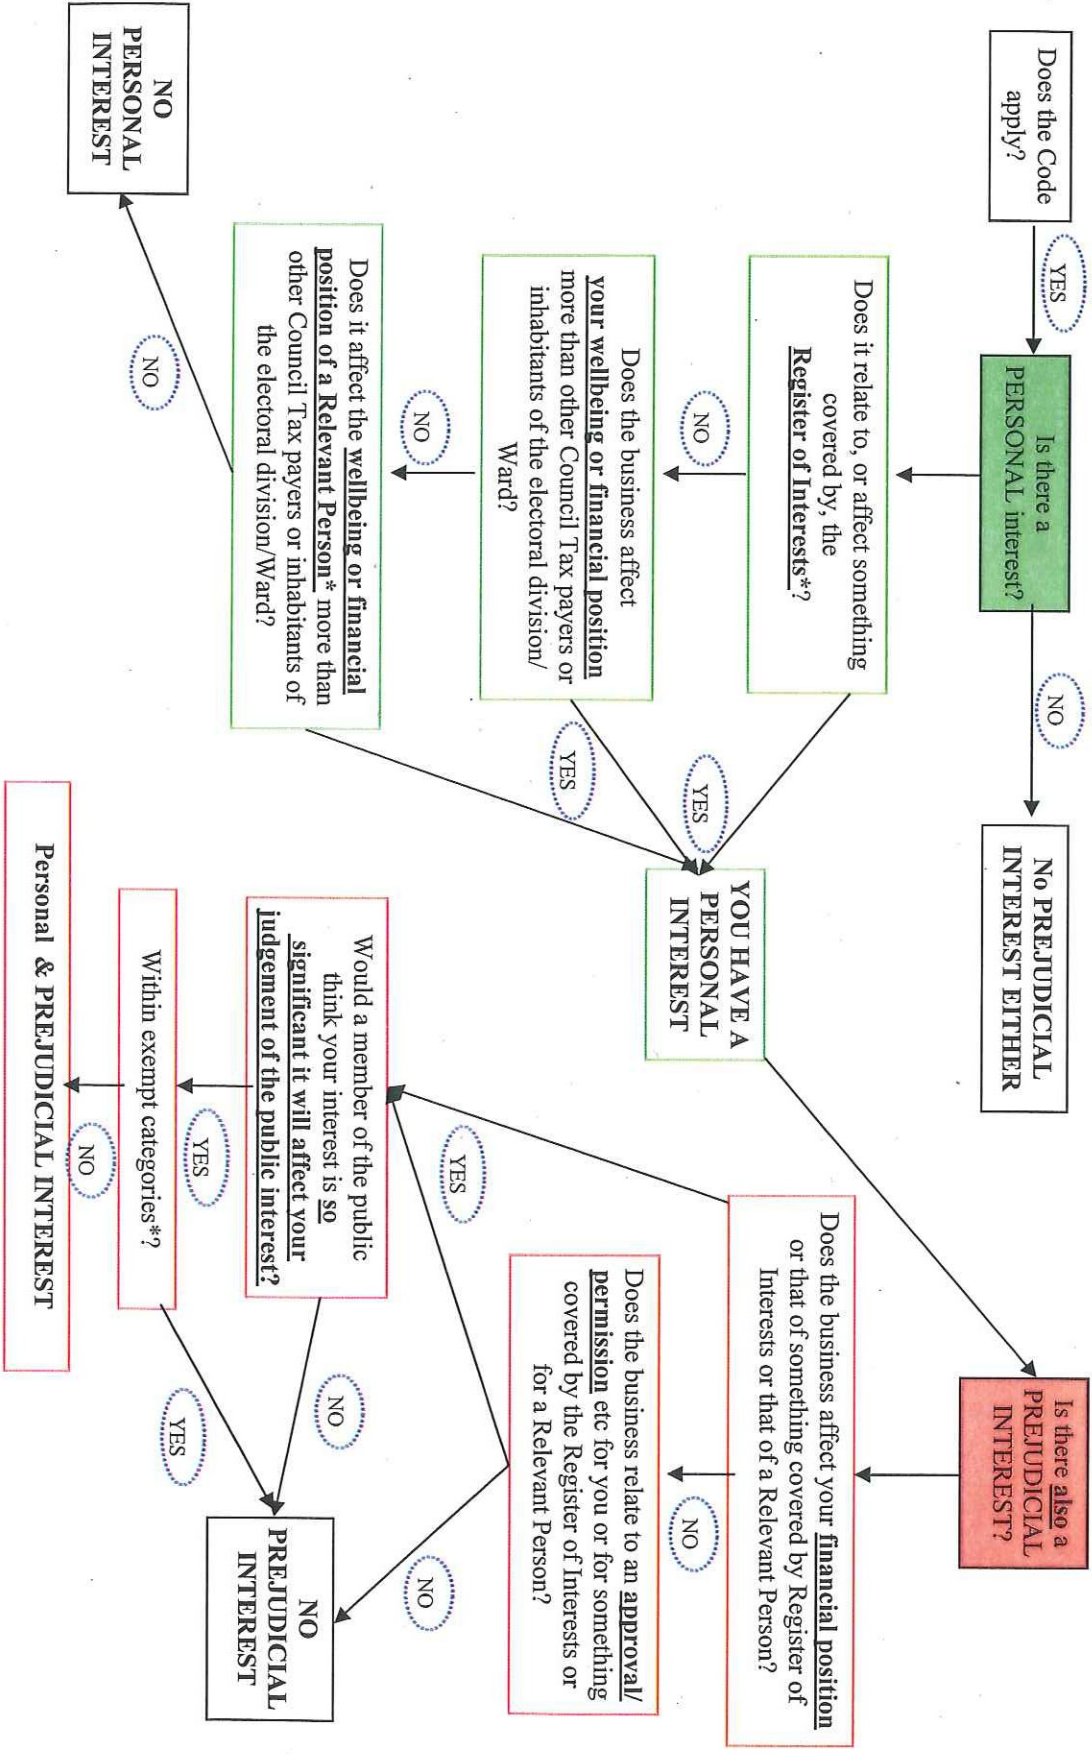 Does the Code
apply?
YES
Is there a
PERSONAL interest?
NO
No PREJUDICIAL
INTEREST EITHER
Does it relate to, or affect something
covered by, the
Register of Interests*?
NO
YES
Does the business affect
your wellbeing or financial position
more than other Council Tax payers or
inhabitants of the electoral division/
Ward?
NO
YES
Does it affect the wellbeing or financial
position of a Relevant Person* more than
other Council Tax payers or inhabitants of
the electoral division/Ward?
NO
NO
PERSONAL
INTEREST
YOU HAVE A
PERSONAL
INTEREST
Is there also a
PREJUDICIAL
INTEREST?
Does the business affect your financial position
or that of something covered by Register of
Interests or that of a Relevant Person?
NO
Does the business relate to an approval/
permission etc for you or for something
covered by the Register of Interests or
for a Relevant Person?
YES
NO
Would a member of the public
think your interest is so
significant it will affect your
judgement of the public interest?
YES
NO
Within exempt categories*?
NO
YES
NO
PREJUDICIAL
INTEREST
Personal & PREJUDICIAL INTEREST